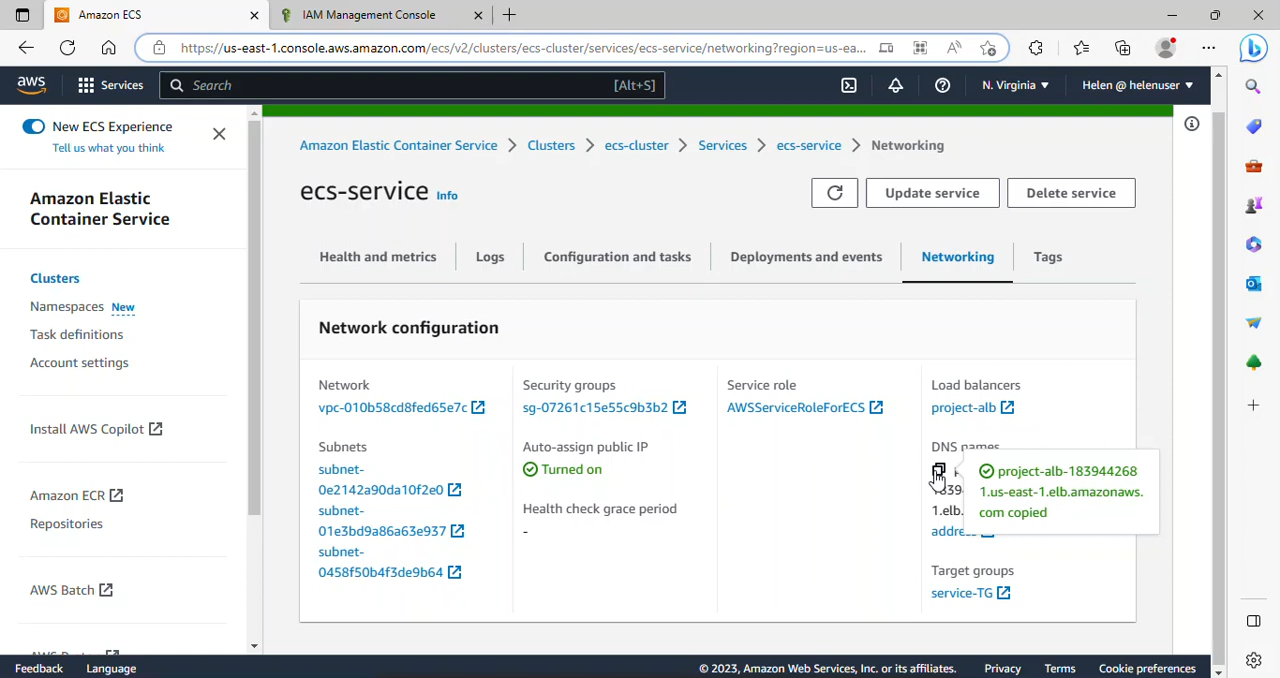 Amazon ECS
IAM Management Console
https://us-east-1.console.aws.amazon.com/ecs/v2/clusters/ecs-cluster/services/ecs-service/networking?region=us-ea...
aws
Services
Search
[Alt+S]
N. Virginia
Helen @ helenuser
New ECS Experience
Tell us what you think
Amazon Elastic
Container Service
Clusters
Namespaces New
Task definitions
Account settings
Install AWS Copilot
Amazon ECR
Repositories
AWS Batch
Amazon Elastic Container Service > Clusters > ecs-cluster > Services > ecs-service > Networking
ecs-service Info
Update service
Delete service
Health and metrics
Logs
Configuration and tasks
Deployments and events
Networking
Tags
Network configuration
Network
vpc-010b58cd8fed65e7c
Subnets
subnet-
0e2142a90da10f2e0
subnet-
01e3bd9a86a63e937
subnet-
0458f50b4f3de9b64
Security groups
sg-07261c15e55c9b3b2
Auto-assign public IP
Turned on
Health check grace period
-
Service role
AWSServiceRoleForECS
Load balancers
project-alb
DNS names
1.elb.
project-alb-183944268
1.us-east-1.elb.amazonaws.
com copied
Target groups
service-TG
Feedback
Language
© 2023, Amazon Web Services, Inc. or its affiliates.
Privacy
Terms
Cookie preferences